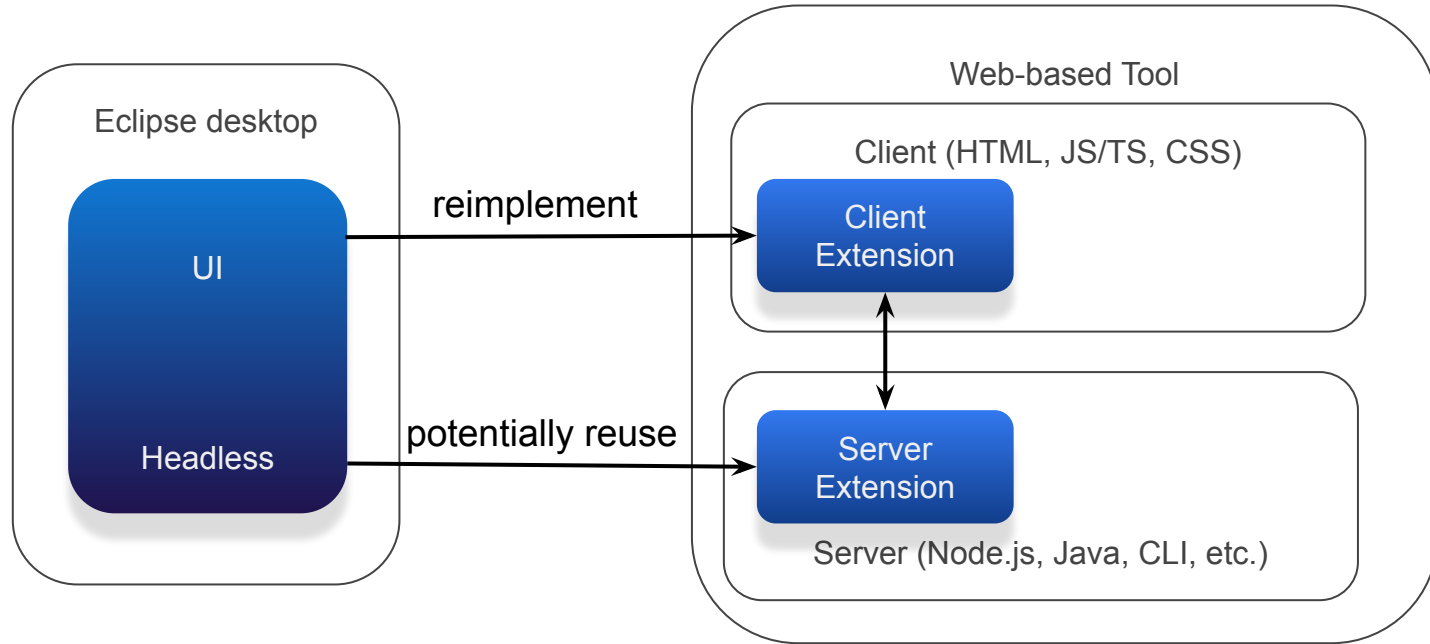 Eclipse desktop
UI
Headless
reimplement
potentially reuse
Web-based Tool
Client (HTML, JS/TS, CSS)
Client
Extension
Server
Extension
Server (Node.js, Java, CLI, etc.)